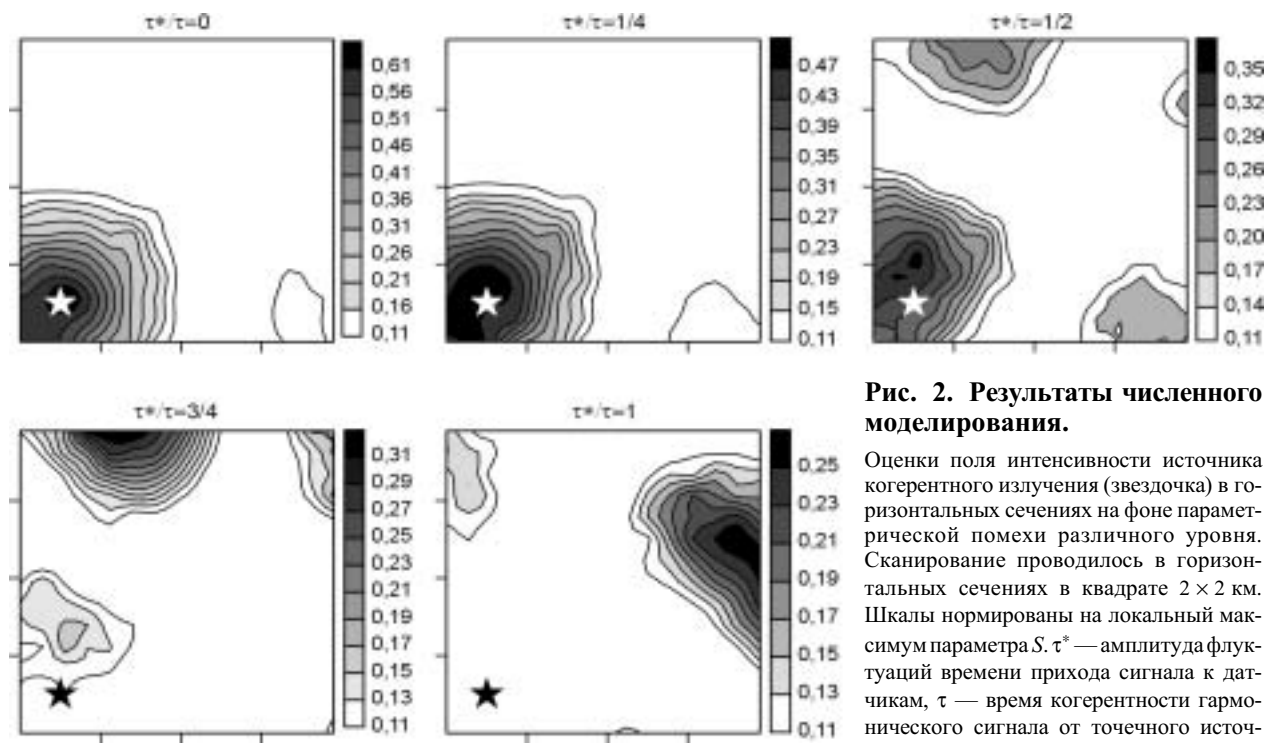 τ*/τ=0
0,61
0,56
0,51
0,46
0,41
0,36
0,31
0,26
0,21
0,16
0,11
τ*/τ=1/4
0,47
0,43
0,39
0,35
0,31
0,27
0,23
0,19
0,15
0,11
τ*/τ=1/2
0,35
0,32
0,29
0,26
0,23
0,20
0,17
0,14
0,11
τ*/τ=3/4
0,31
0,29
0,27
0,25
0,23
0,21
0,19
0,17
0,15
0,13
0,11
τ*/τ=1
0,25
0,23
0,21
0,19
0,17
0,15
0,13
0,11
Рис. 2. Результаты численного
моделирования.
Оценки поля интенсивности источника
когерентного излучения (звездочка) в го-
ризонтальных сечениях на фоне парамет-
рической помехи различного уровня.
Сканирование проводилось в горизон-
тальных сечениях в квадрате 2 × 2 км.
Шкалы нормированы на локальный мак-
симум параметра S. τ* — амплитуда флук-
туаций времени прихода сигнала к дат-
чикам, τ — время когерентности гармо-
нического сигнала от точечного источ-